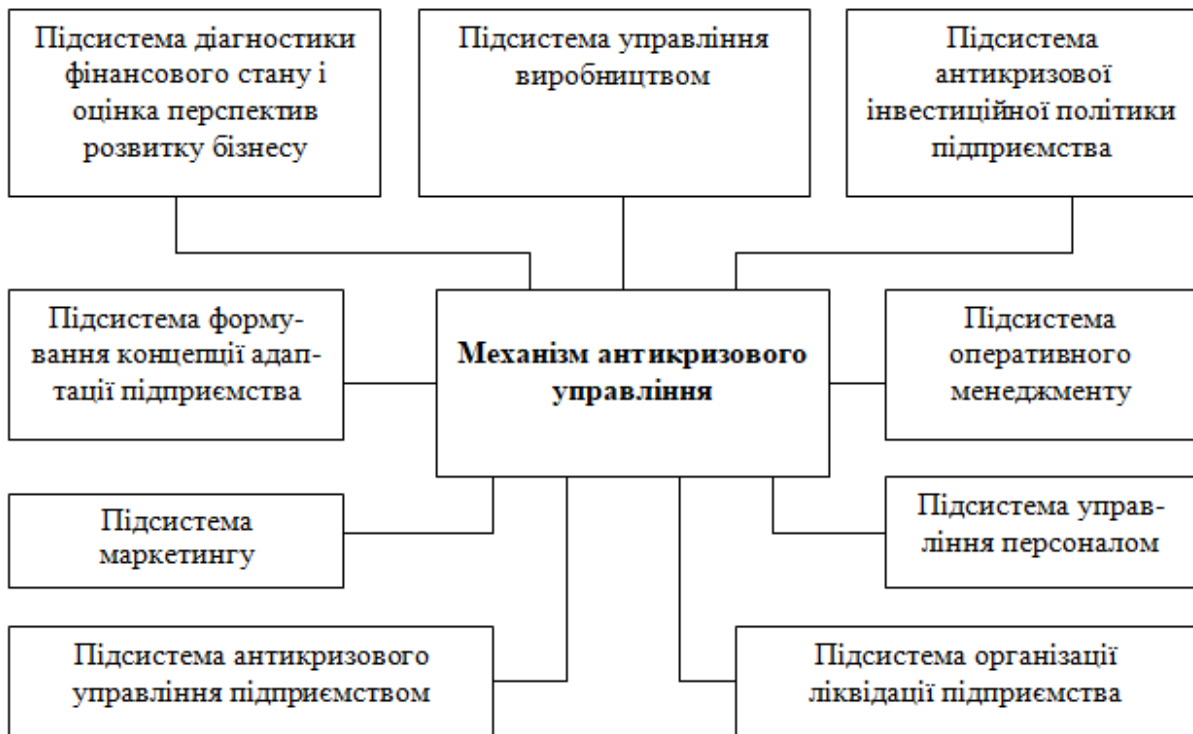 Підсистема діагностики
фінансового стану і
оцінка перспектив
розвитку бізнесу
Підсистема управління
виробництвом
Підсистема
антикризової
інвестиційної політики
підприємства
Підсистема форму-
вання концепції адап-
тації підприємства
Механізм антикризового
управління
Підсистема
оперативного
менеджменту
Підсистема
маркетингу
Підсистема управ-
ління персоналом
Підсистема антикризового
управління підприємством
Підсистема організації
ліквідації підприємства